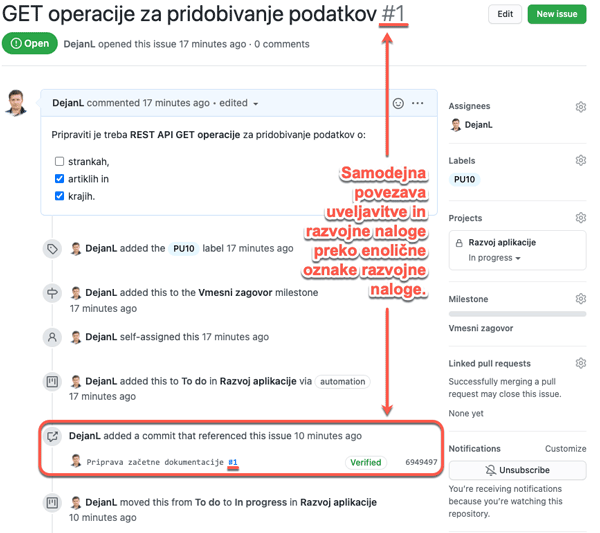 GET operacije za pridobivanje podatkov #1
Edit
New issue
Open
DejanL opened this issue 17 minutes ago · 0 comments
DejanL commented 17 minutes ago • edited
Pripraviti je treba REST API GET operacije za pridobivanje podatkov o:
strankah,
artiklih in
krajih.
DejanL added the PU10 label 17 minutes ago
DejanL added this to the Vmesni zagovor milestone
17 minutes ago
DejanL self-assigned this 17 minutes ago
DejanL added this to To do in Razvoj aplikacije via automation
17 minutes ago
DejanL added a commit that referenced this issue 10 minutes ago
Priprava začetne dokumentacije #1
Verified
6949497
DejanL moved this from To do to In progress in Razvoj aplikacije
10 minutes ago
Samodejna
povezava
uveljavitve in
razvojne naloge
preko enolične
oznake razvojne
naloge.
Assignees
DejanL
Labels
PU10
Projects
Razvoj aplikacije
In progress
Milestone
Vmesni zagovor
Linked pull requests
Successfully merging a pull
request may close this issue.
None yet
Notifications
Customize
Unsubscribe
You're receiving notifications
because you're watching this
repository.